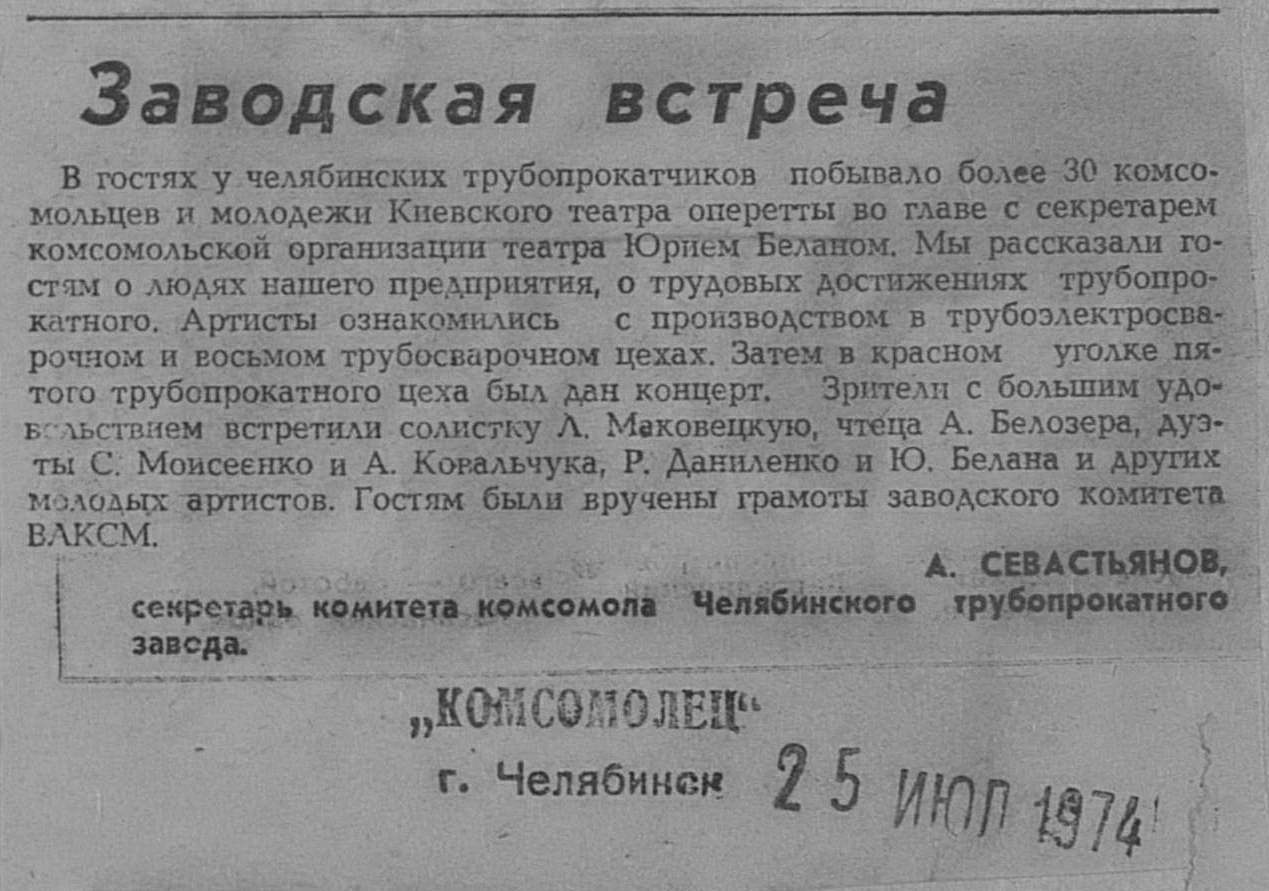 Заводская встреча
В гостях у челябинских трубопрокатчиков побывало более 30 комсо-
мольцев и молодежи Киевского театра оперетты во главе с секретарем
комсомольской организации театра Юрием Беланом. Мы рассказали го-
стям о людях нашего предприятия, о трудовых достижениях трубопро-
катного. Артисты ознакомились с производством в трубоэлектросва-
рочном и восьмом трубосварочном цехах. Затем в красном уголке пя-
того трубопрокатного цеха был дан концерт. Зрители с большим удо-
вольствием встретили солистку Л. Маковецкую, чтеца А. Белозера, дуэ-
ты С. Моисеенко и А. Ковальчука, Р. Даниленко и Ю. Белана и других
молодых артистов. Гостям были вручены грамоты заводского комитета
ВЛКСМ.
А. СЕВАСТЬЯНОВ,
секретарь комитета комсомола Челябинского трубопрокатного
завода.
„КОМСОМОЛЕЦ“
г. Челябинск 25 ИЮЛ 1974